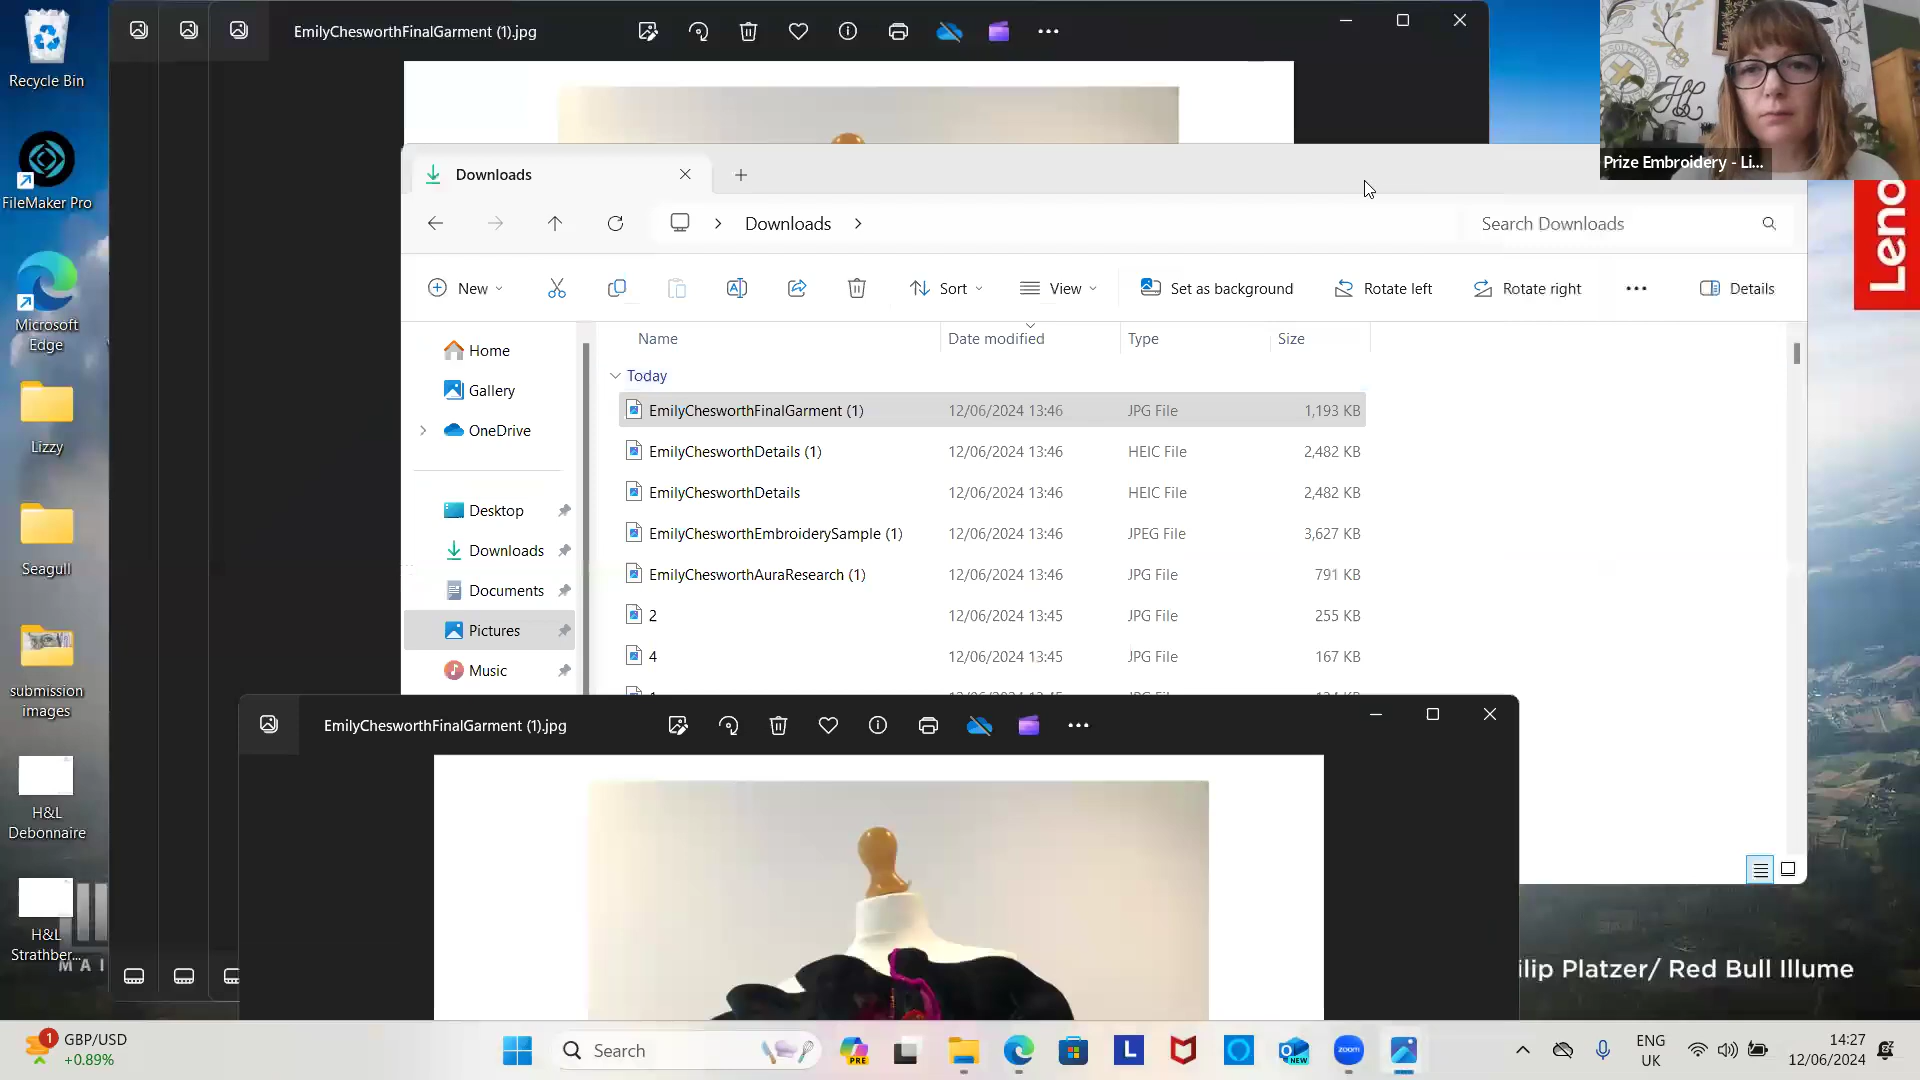 Recycle Bin
FileMaker Pro
Microsoft
Edge
Lizzy
Seagull
submission
images
H&L
Debonnaire
H&L
Strathber...
MAI
EmilyChesworthFinalGarment (1).jpg
Prize Embroidery - Li...
Leno
Downloads
Downloads
Search Downloads
New
Sort
View
Set as background
Rotate left
Rotate right
Details
Home
Gallery
OneDrive
Desktop
Downloads
Documents
Pictures
Music
Name Date modified Type Size
Today
EmilyChesworthFinalGarment (1) 12/06/2024 13:46 JPG File 1,193 KB
EmilyChesworthDetails (1) 12/06/2024 13:46 HEIC File 2,482 KB
EmilyChesworthDetails 12/06/2024 13:46 HEIC File 2,482 KB
EmilyChesworthEmbroiderySample (1) 12/06/2024 13:46 JPEG File 3,627 KB
EmilyChesworthAuraResearch (1) 12/06/2024 13:46 JPG File 791 KB
2 12/06/2024 13:45 JPG File 255 KB
4 12/06/2024 13:45 JPG File 167 KB
EmilyChesworthFinalGarment (1).jpg
ilip Platzer/ Red Bull Illume
1
GBP/USD
+0.89%
Search
PRE
L
NEW
zoom
ENG
UK
14:27
12/06/2024